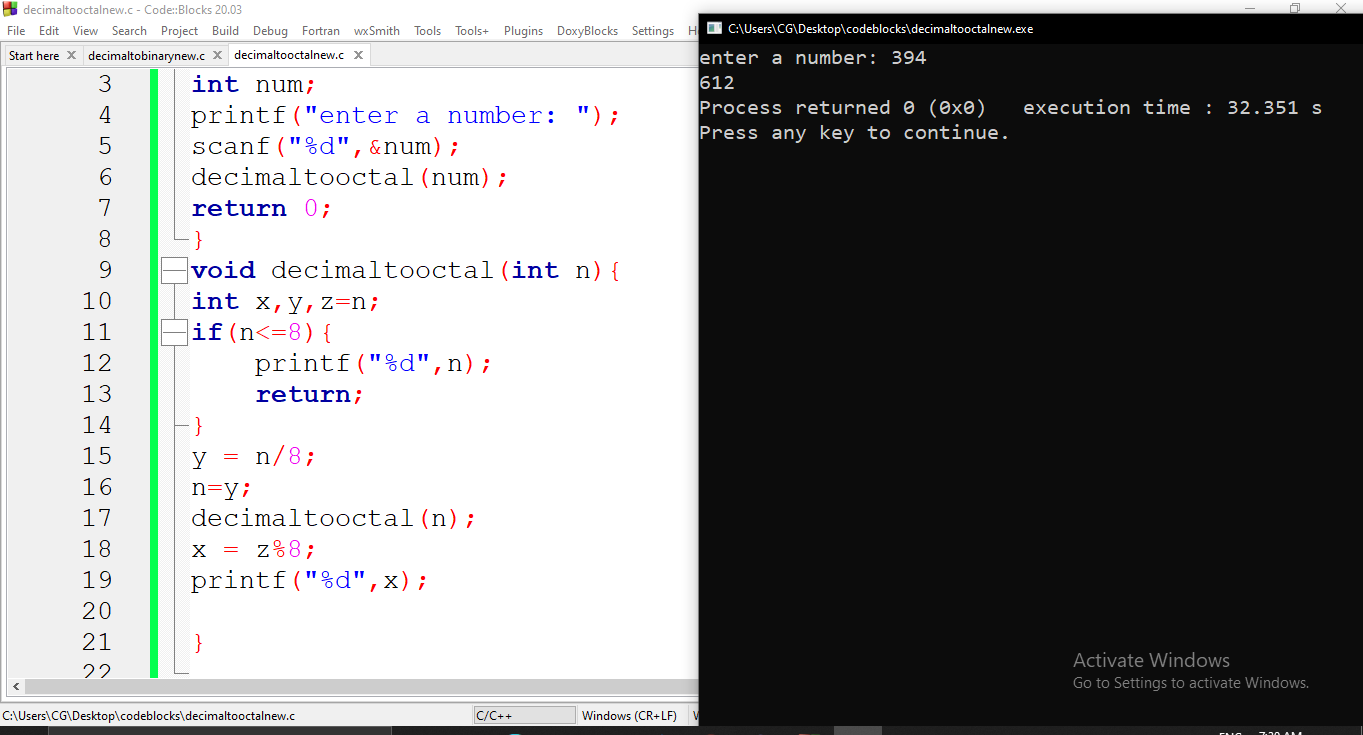 decimaltooctalnew.c - Code::Blocks 20.03
File Edit View Search Project Build Debug Fortran wxSmith Tools Tools+ Plugins DoxyBlocks Settings H
Start here decimaltobinarynew.c decimaltooctalnew.c
3 int num;
4 printf("enter a number: ");
5 scanf("%d",&num);
6 decimaltooctal(num);
7 return 0;
8 }
9 void decimaltooctal(int n){
10 int x,y,z=n;
11 if(n<=8){
12 printf("%d",n);
13 return;
14 }
15 y = n/8;
16 n=y;
17 decimaltooctal(n);
18 x = z%8;
19 printf("%d",x);
20
21 }
22
C:\Users\CG\Desktop\codeblocks\decimaltooctalnew.c C/C++ Windows (CR+LF)
C:\Users\CG\Desktop\codeblocks\decimaltooctalnew.exe
enter a number: 394
612
Process returned 0 (0x0) execution time : 32.351 s
Press any key to continue.
Activate Windows
Go to Settings to activate Windows.